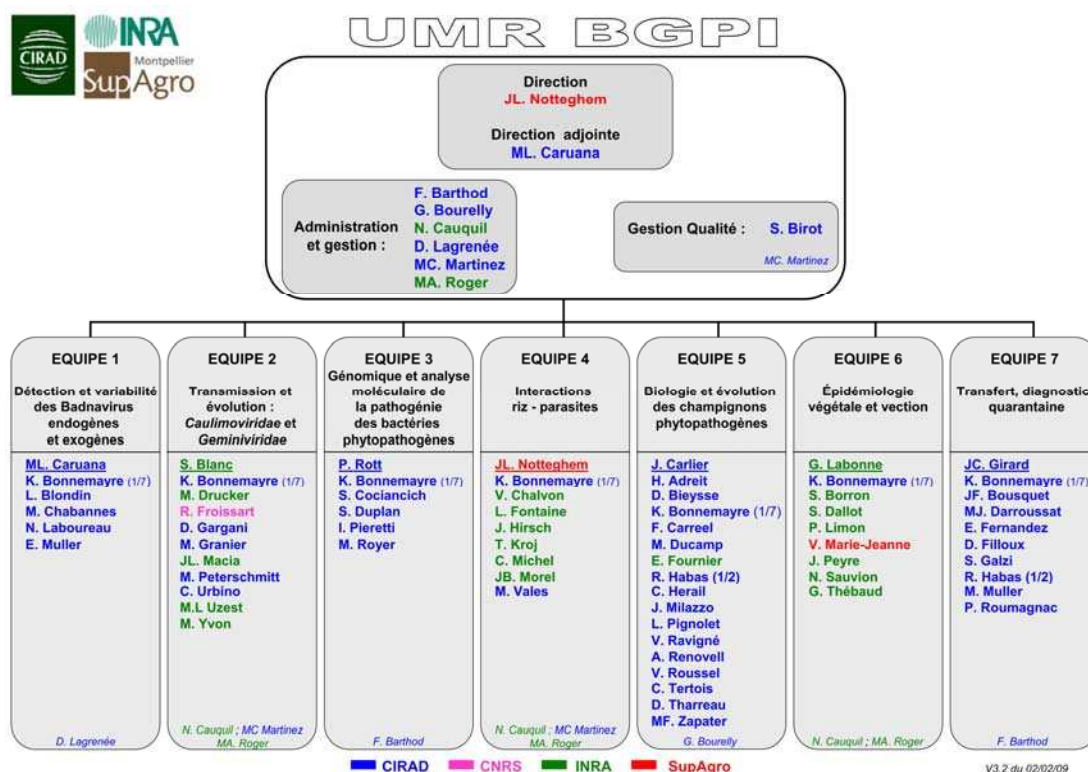 CIRAD
INRA
Montpellier
SupAgro
UMR BGPI
Direction
JL. Notteghem
Direction adjointe
ML. Caruana
Administration
et gestion :
F. Barthod
G. Bourelly
N. Cauquil
D. Lagrenée
MC. Martinez
MA. Roger
Gestion Qualité : S. Birot
MC. Martinez
EQUIPE 1
Détection et variabilité
des Badnavirus
endogènes
et exogènes
ML. Caruana
K. Bonnemayre (1/7)
L. Blondin
M. Chabannes
N. Laboureau
E. Muller
D. Lagrenée
EQUIPE 2
Transmission et
évolution :
Caulimoviridae et
Geminiviridae
S. Blanc
K. Bonnemayre (1/7)
M. Drucker
R. Froissart
D. Gargani
M. Granier
JL. Macia
M. Peterschmitt
C. Urbino
M.L Uzest
M. Yvon
N. Cauquil ; MC Martinez
MA. Roger
EQUIPE 3
Génomique et analyse
moléculaire de
la pathogénie
des bactéries
phytopathogènes
P. Rott
K. Bonnemayre (1/7)
S. Cociancich
S. Duplan
I. Pieretti
M. Royer
F. Barthod
EQUIPE 4
Interactions
riz - parasites
JL. Notteghem
K. Bonnemayre (1/7)
V. Chalvon
L. Fontaine
J. Hirsch
T. Kroj
C. Michel
JB. Morel
M. Vales
N. Cauquil ; MC Martinez
MA. Roger
EQUIPE 5
Biologie et évolution
des champignons
phytopathogènes
J. Carlier
H. Adreit
D. Bieysse
K. Bonnemayre (1/7)
F. Carreel
M. Ducamp
E. Fournier
R. Habas (1/2)
C. Herail
J. Milazzo
L. Pignolet
V. Ravigné
A. Renovell
V. Roussel
C. Tertois
D. Tharreau
MF. Zapater
G. Bourelly
EQUIPE 6
Épidémiologie
végétale et vection
G. Labonne
K. Bonnemayre (1/7)
S. Borron
S. Dallot
P. Limon
V. Marie-Jeanne
J. Peyre
N. Sauvion
G. Thébaud
N. Cauquil ; MA. Roger
EQUIPE 7
Transfert, diagnostic
quarantaine
JC. Girard
K. Bonnemayre (1/7)
JF. Bousquet
MJ. Darroussat
E. Fernandez
D. Filloux
S. Galzi
R. Habas (1/2)
M. Muller
P. Roumagnac
F. Barthod
CIRAD CNRS INRA SupAgro
V3.2 du 02/02/09